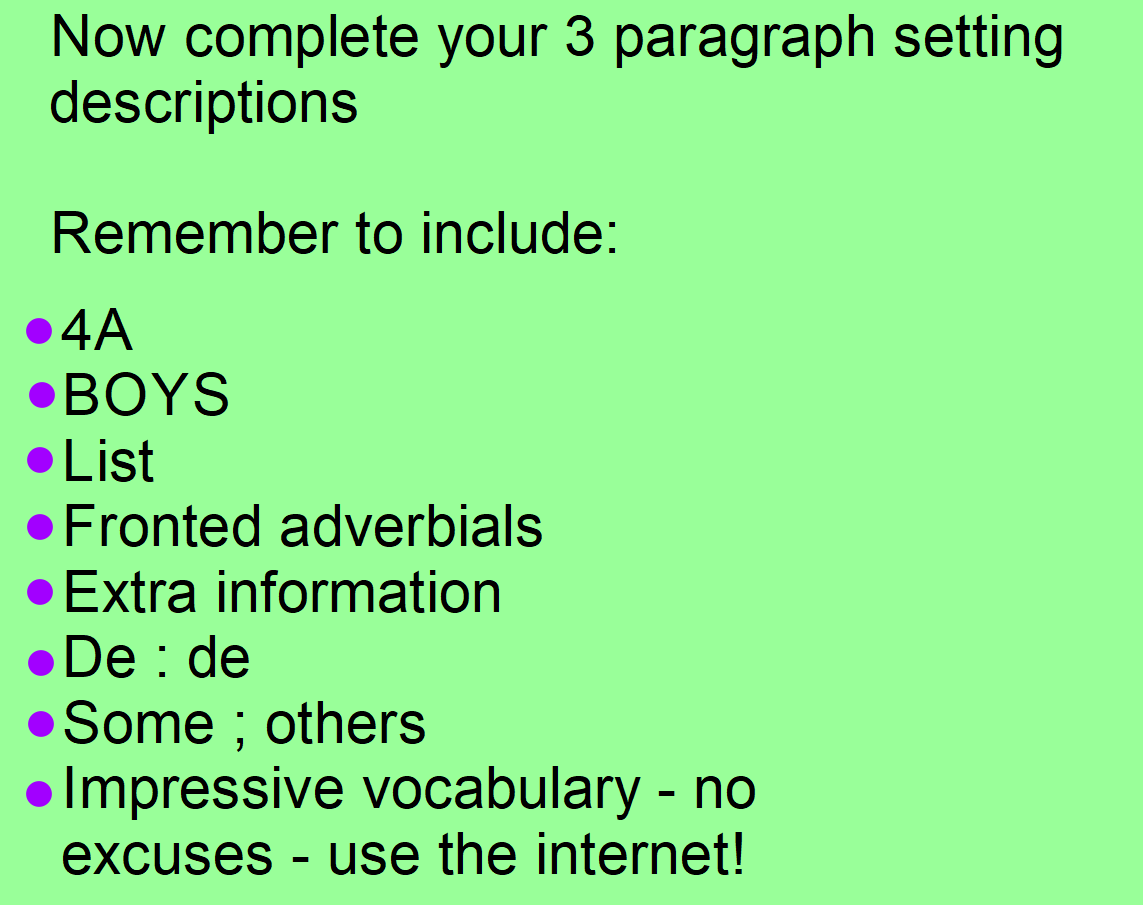 Now complete your 3 paragraph setting
descriptions
Remember to include:
4A
BOYS
List
Fronted adverbials
Extra information
De : de
Some ; others
Impressive vocabulary - no
excuses - use the internet!